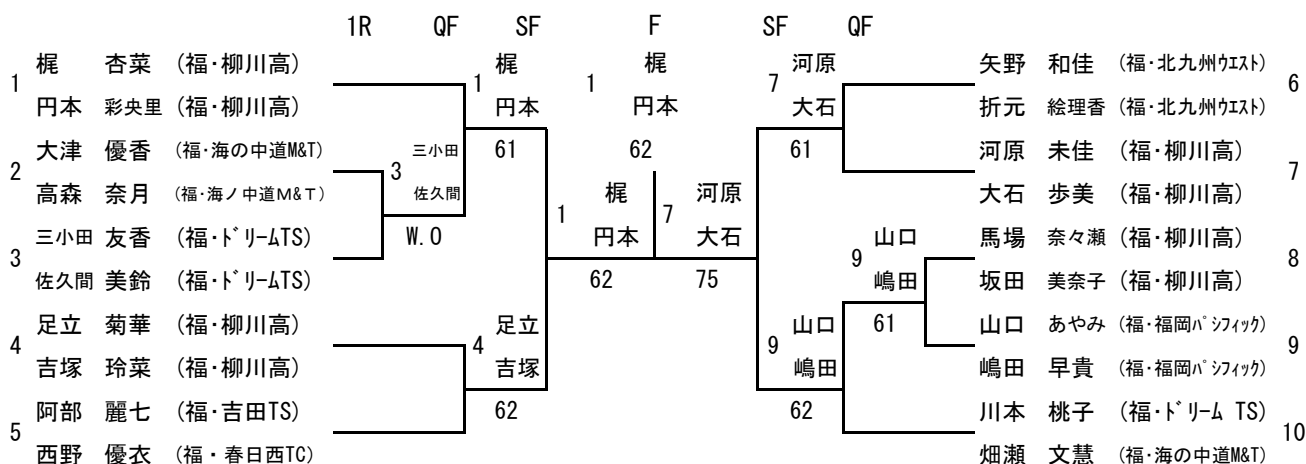 1R QF SF F SF QF
梶 杏菜 (福・柳川高) 1 梶 1 梶 7 河原 矢野 和佳 (福・北九州ウエスト)
1 6
円本 彩央里 (福・柳川高) 円本 円本 大石 折元 絵理香 (福・北九州ウエスト)
大津 優香 (福・海の中道M&T) 三小田 61 62 61 河原 未佳 (福・柳川高)
2 3 7
高森 奈月 (福・海ノ中道M&T) 佐久間 1 梶 7 河原 大石 歩美 (福・柳川高)
三小田 友香 (福・ドリームTS) W.O 円本 大石 9 山口 馬場 奈々瀬 (福・柳川高)
3 8
佐久間 美鈴 (福・ドリームTS) 62 75 嶋田 坂田 美奈子 (福・柳川高)
足立 菊華 (福・柳川高) 4 足立 9 山口 61 山口 あやみ (福・福岡パシフィック)
4 9
吉塚 玲菜 (福・柳川高) 吉塚 嶋田 嶋田 早貴 (福・福岡パシフィック)
阿部 麗七 (福・吉田TS) 62 62 川本 桃子 (福・ドリーム TS)
5 10
西野 優衣 (福・春日西TC) 畑瀬 文慧 (福・海の中道M&T)